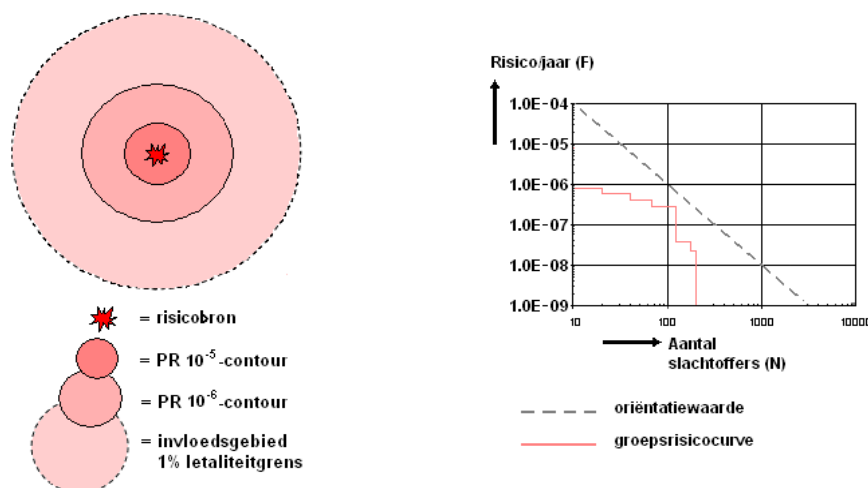 = risicobron
= PR 10-5-contour
= PR 10-6-contour
= invloedsgebied
1% letaliteitgrens
Risico/jaar (F)
1.0E-04
1.0E-05
1.0E-06
1.0E-07
1.0E-08
1.0E-09
10 100 1000 10000
Aantal
slachtoffers (N)
oriëntatiewaarde
groepsrisicocurve